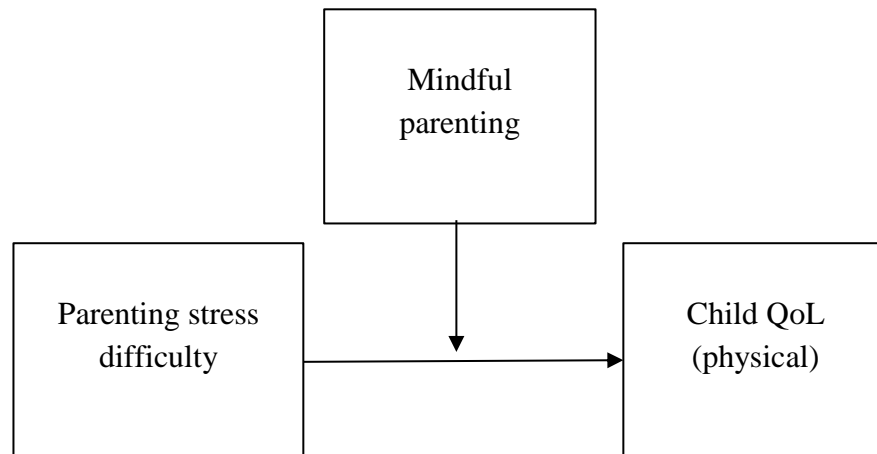 Mindful
parenting
Parenting stress
difficulty
Child QoL
(physical)